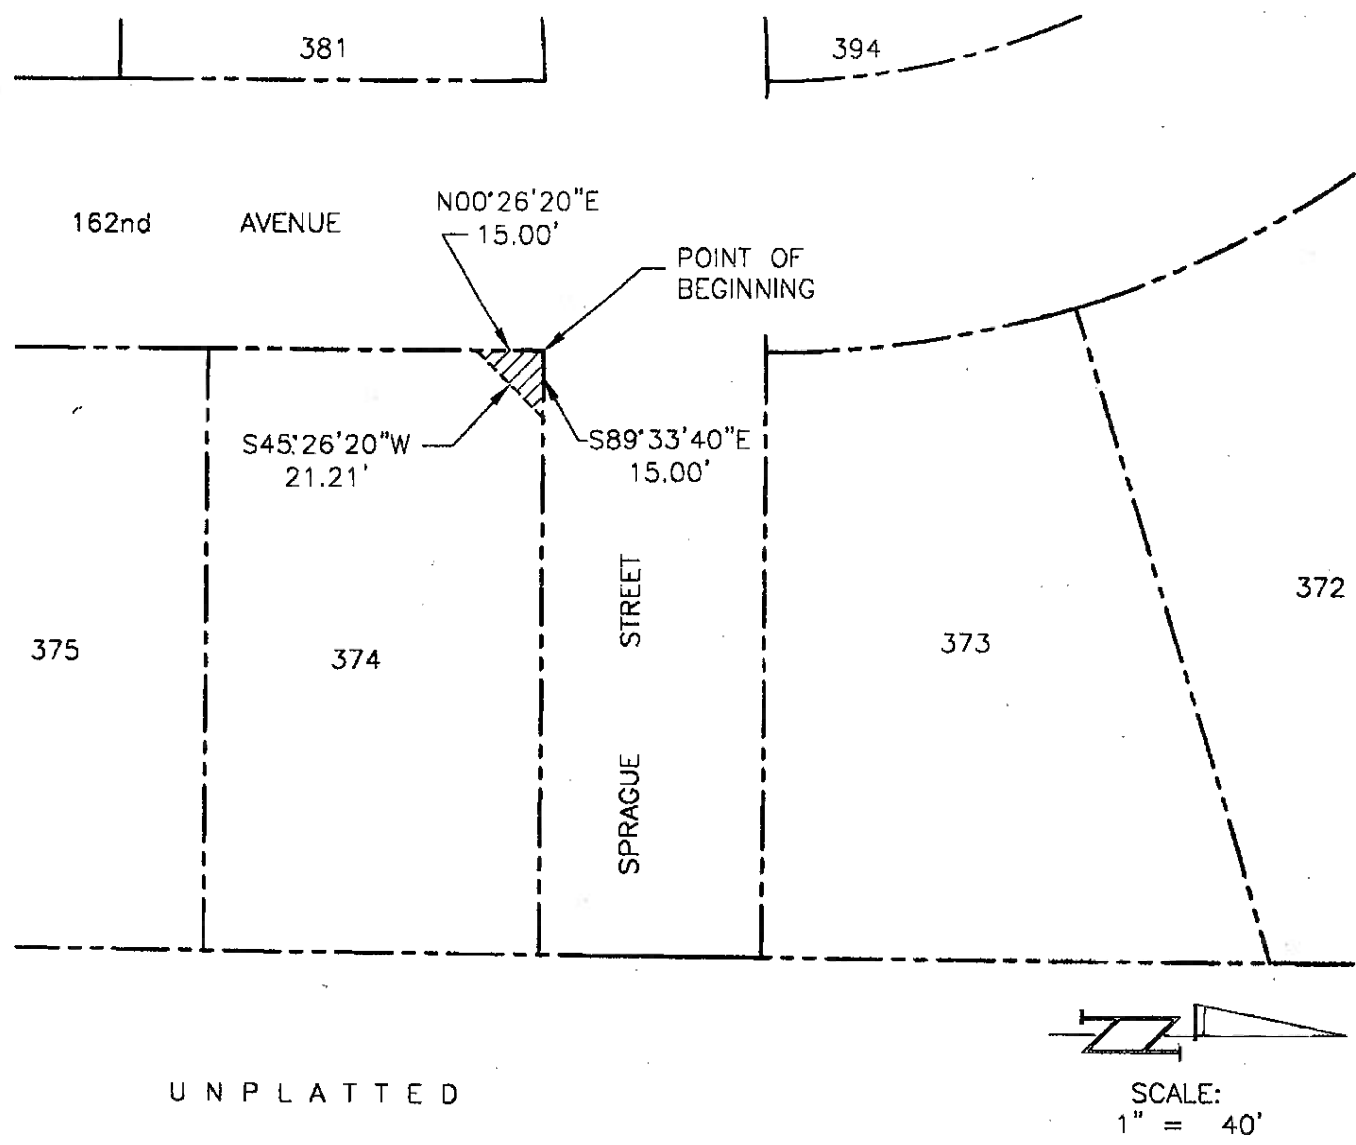 381
394
162nd AVENUE
N00°26'20"E
15.00'
POINT OF
BEGINNING
S45°26'20"W
21.21'
S89°33'40"E
15.00'
375
374
SPRAGUE STREET
373
372
UNPLATTED
SCALE:
1" = 40'